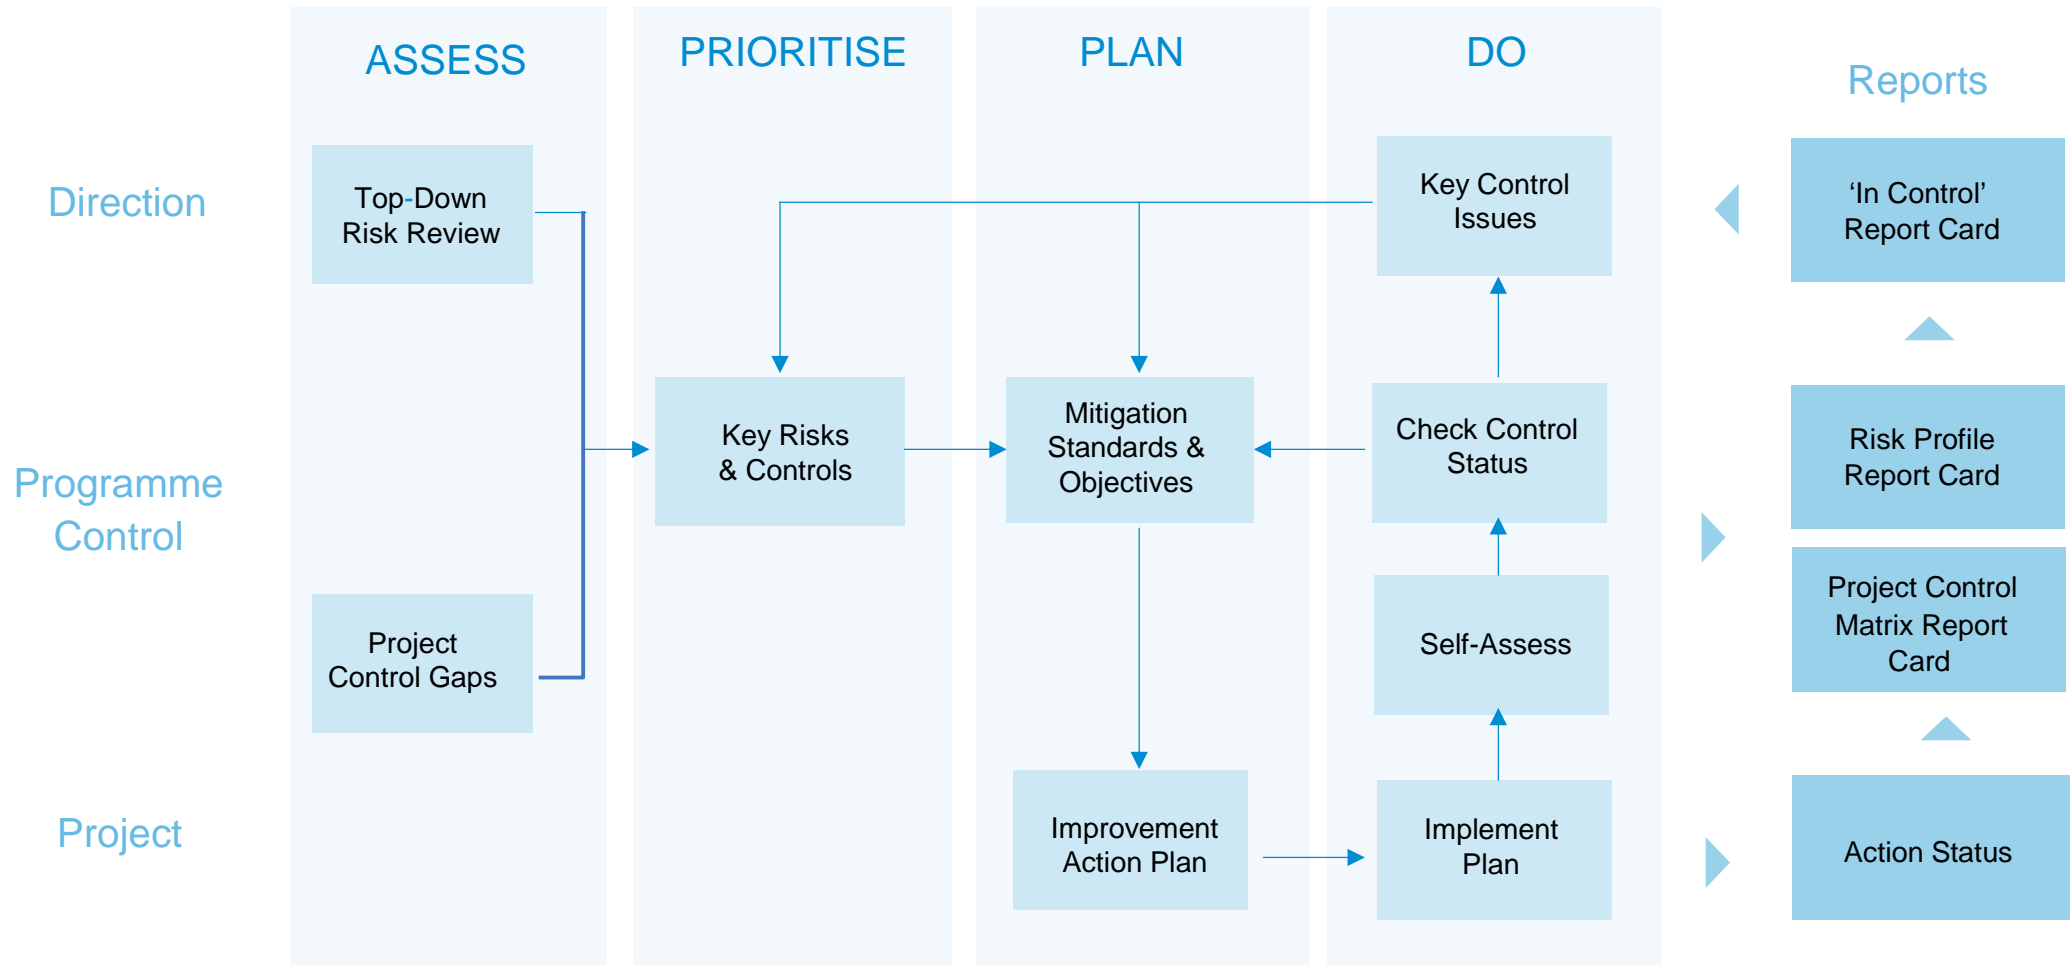 ASSESS
PRIORITISE
PLAN
DO
Reports
Direction
Top-Down
Risk Review
Key Control
Issues
‘In Control’
Report Card
Programme
Control
Key Risks
& Controls
Mitigation
Standards &
Objectives
Check Control
Status
Risk Profile
Report Card
Project
Control Gaps
Self-Assess
Project Control
Matrix Report
Card
Project
Improvement
Action Plan
Implement
Plan
Action Status